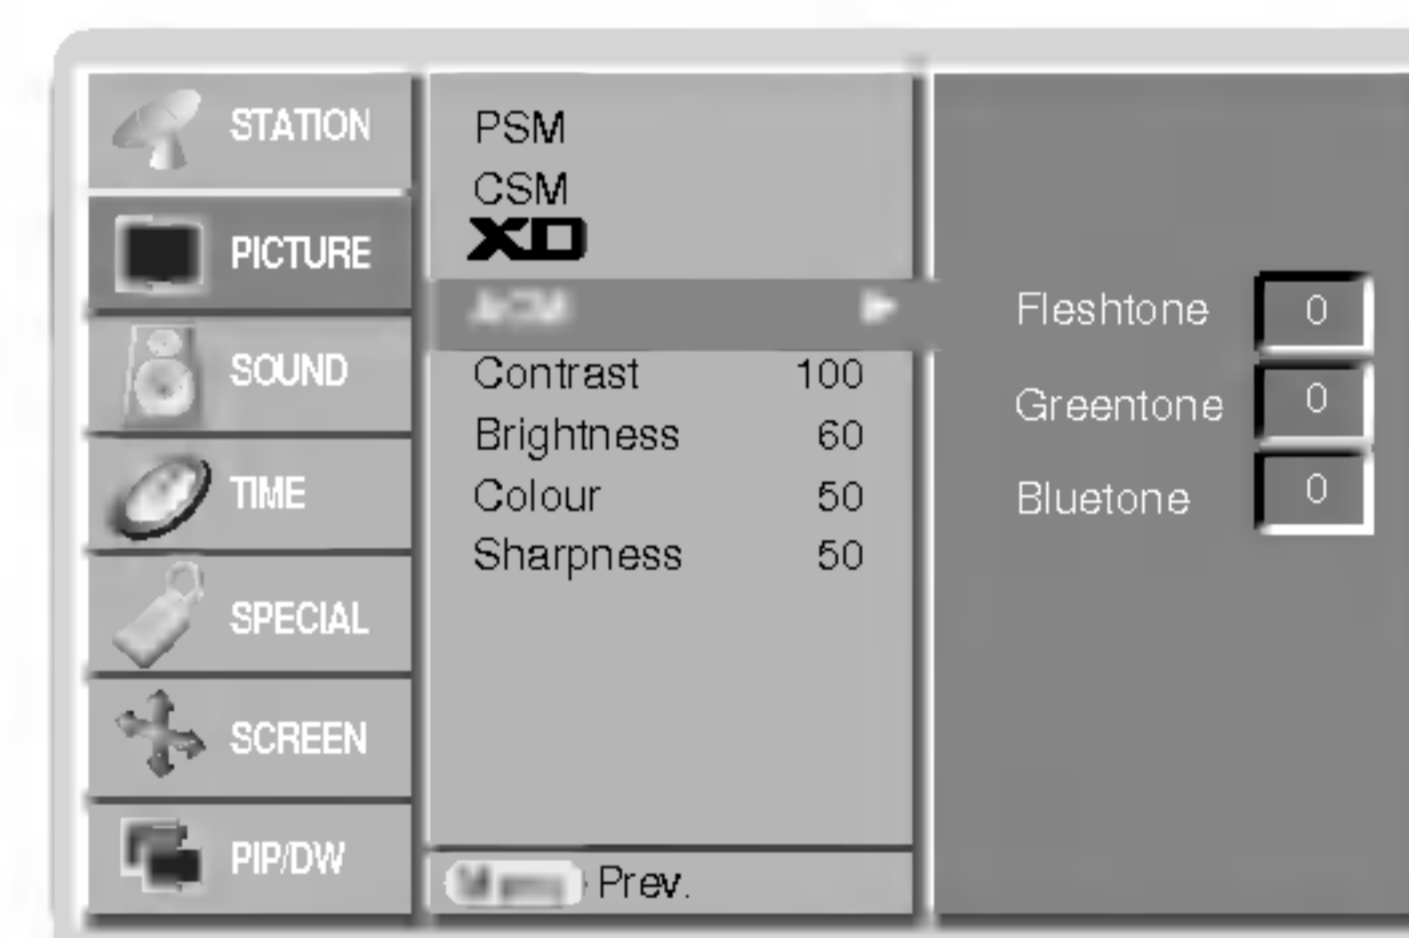 STATION
PICTURE
SOUND
TIME
SPECIAL
SCREEN
PIP/DW
PSM
CSM
XD
Contrast 100
Brightness 60
Colour 50
Sharpness 50
Prev.
Fleshtone 0
Greentone 0
Bluetone 0